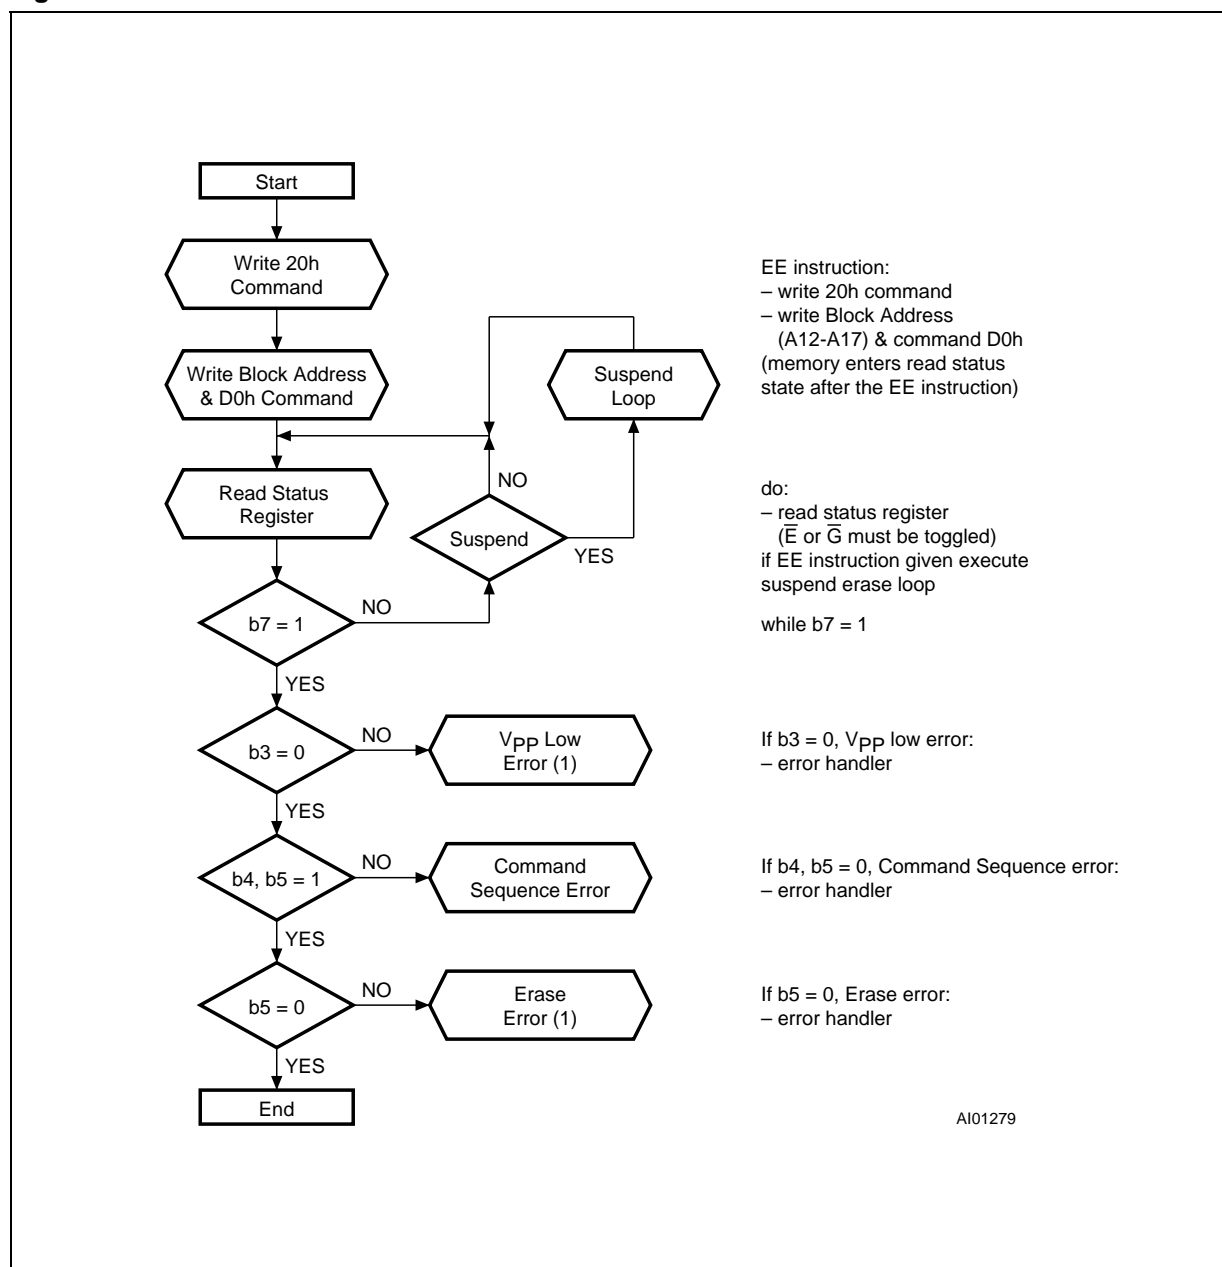 Start
Write 20h
Command
Write Block Address
& D0h Command
Read Status
Register
b7 = 1
NO
YES
Suspend
NO
YES
Suspend
Loop
b3 = 0
NO
YES
VPP Low
Error (1)
b4, b5 = 1
NO
YES
Command
Sequence Error
b5 = 0
NO
YES
Erase
Error (1)
End
EE instruction:
– write 20h command
– write Block Address
(A12-A17) & command D0h
(memory enters read status
state after the EE instruction)
do:
– read status register
(E̅ or G̅ must be toggled)
if EE instruction given execute
suspend erase loop
while b7 = 1
If b3 = 0, VPP low error:
– error handler
If b4, b5 = 0, Command Sequence error:
– error handler
If b5 = 0, Erase error:
– error handler
AI01279